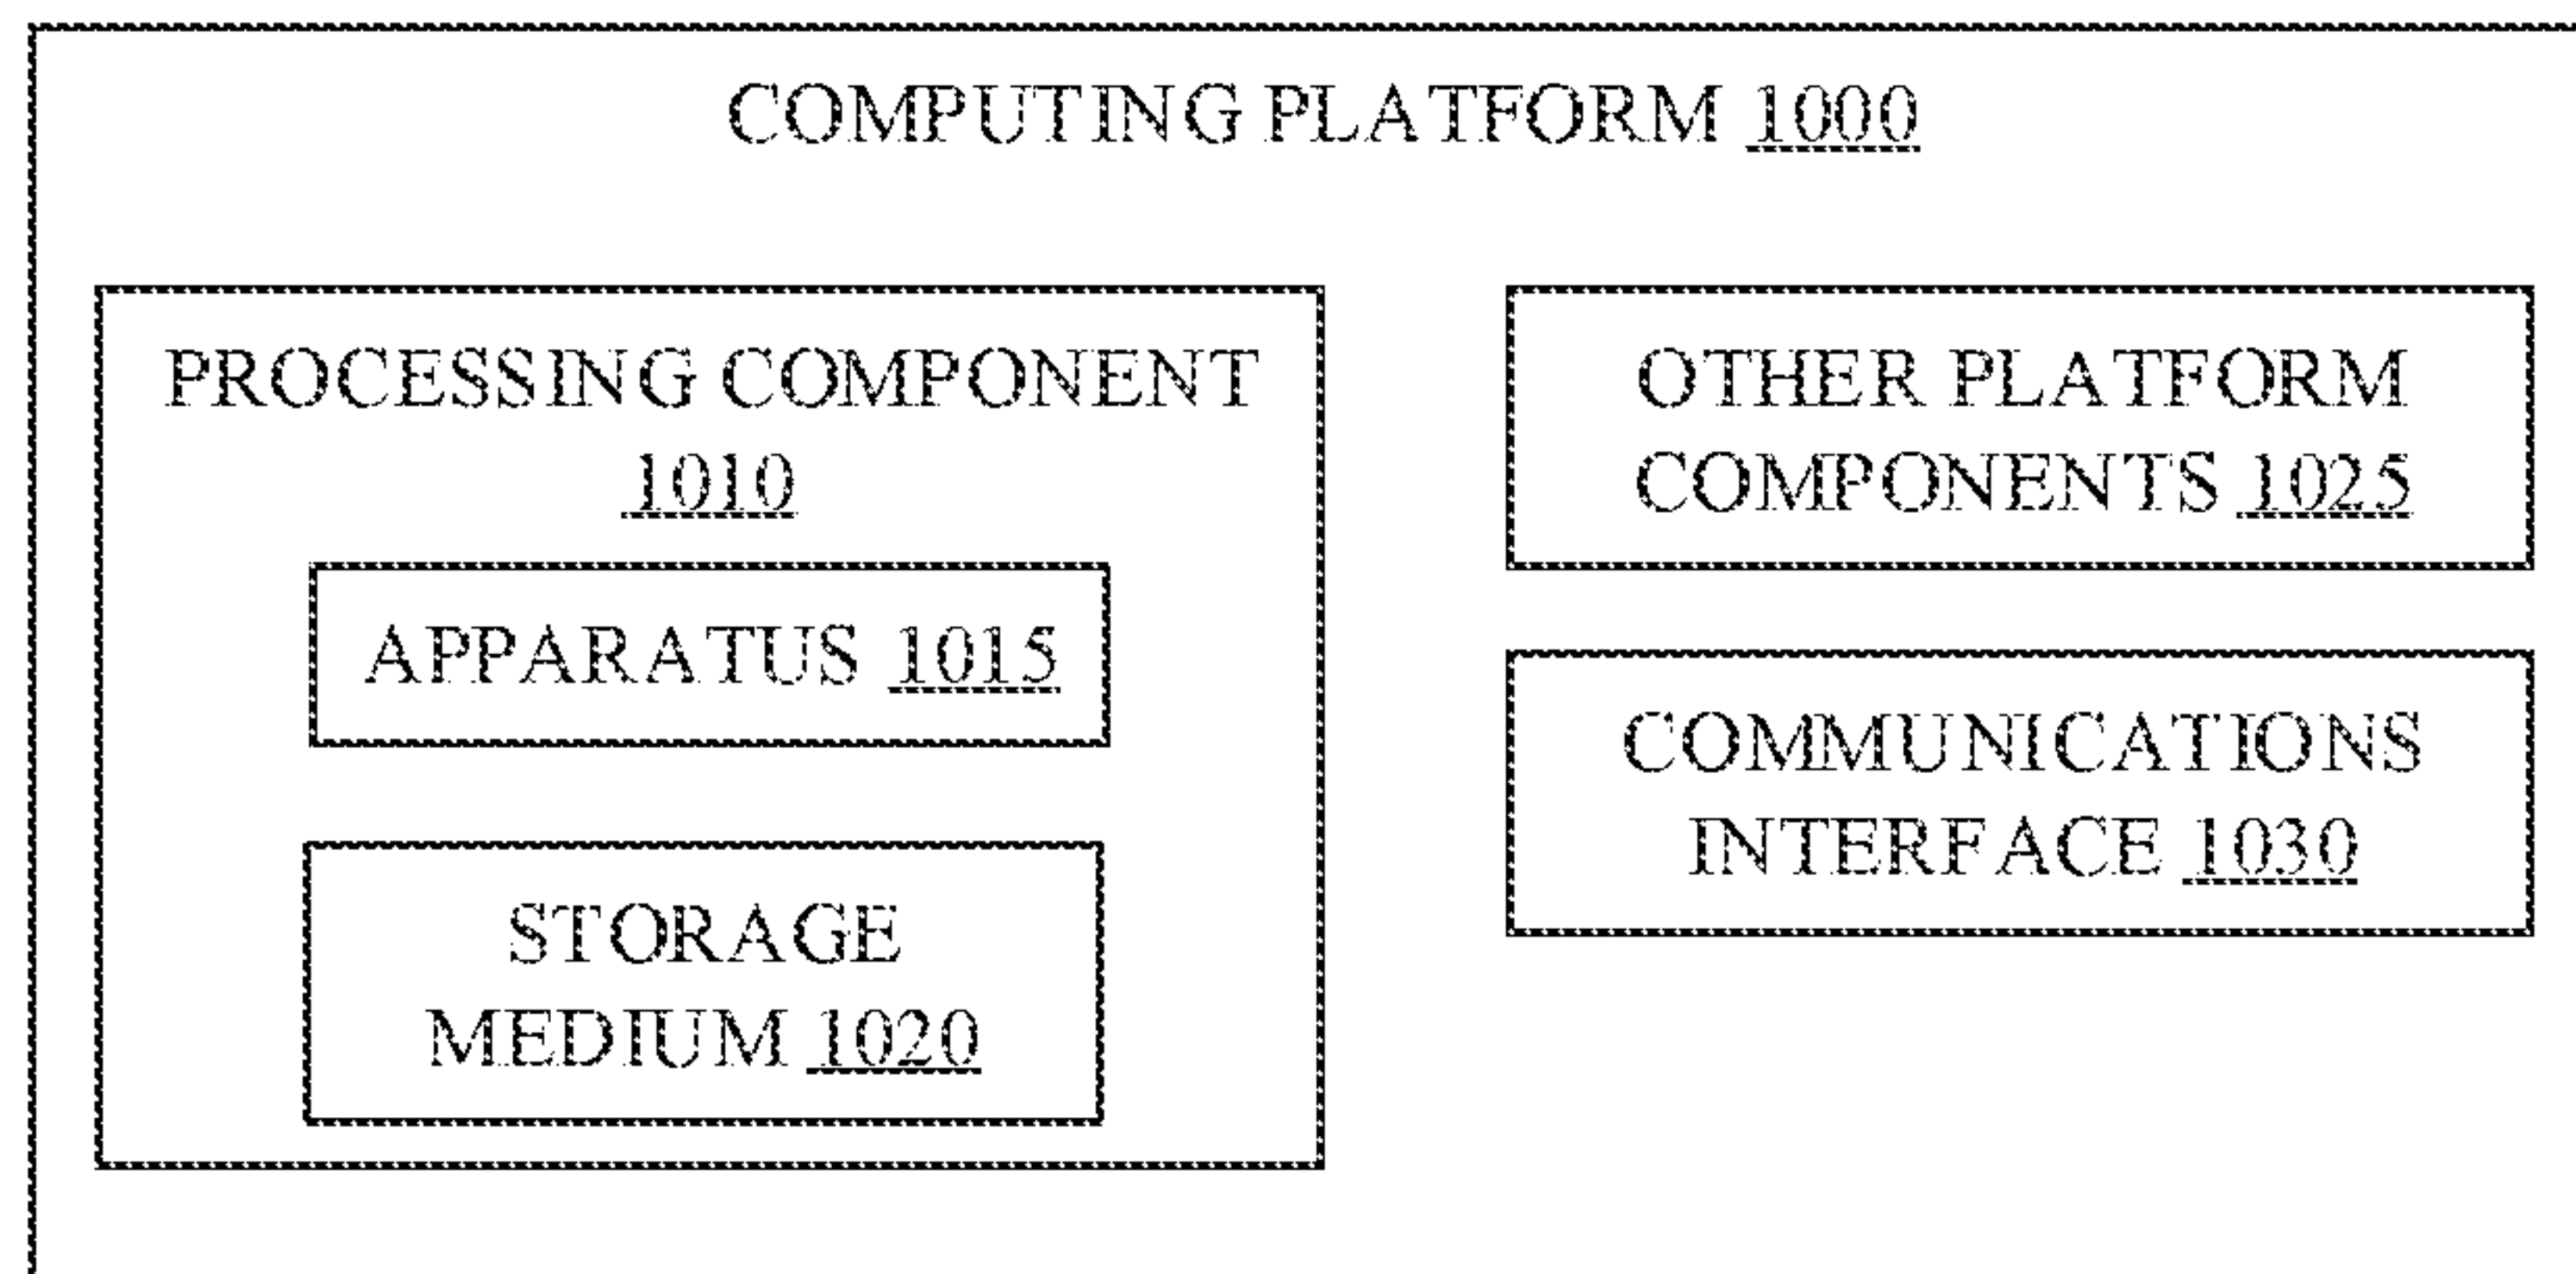 COMPUTING PLATFORM 1000
PROCESSING COMPONENT
1010
APPARATUS 1015
STORAGE
MEDIUM 1020
OTHER PLATFORM
COMPONENTS 1025
COMMUNICATIONS
INTERFACE 1030